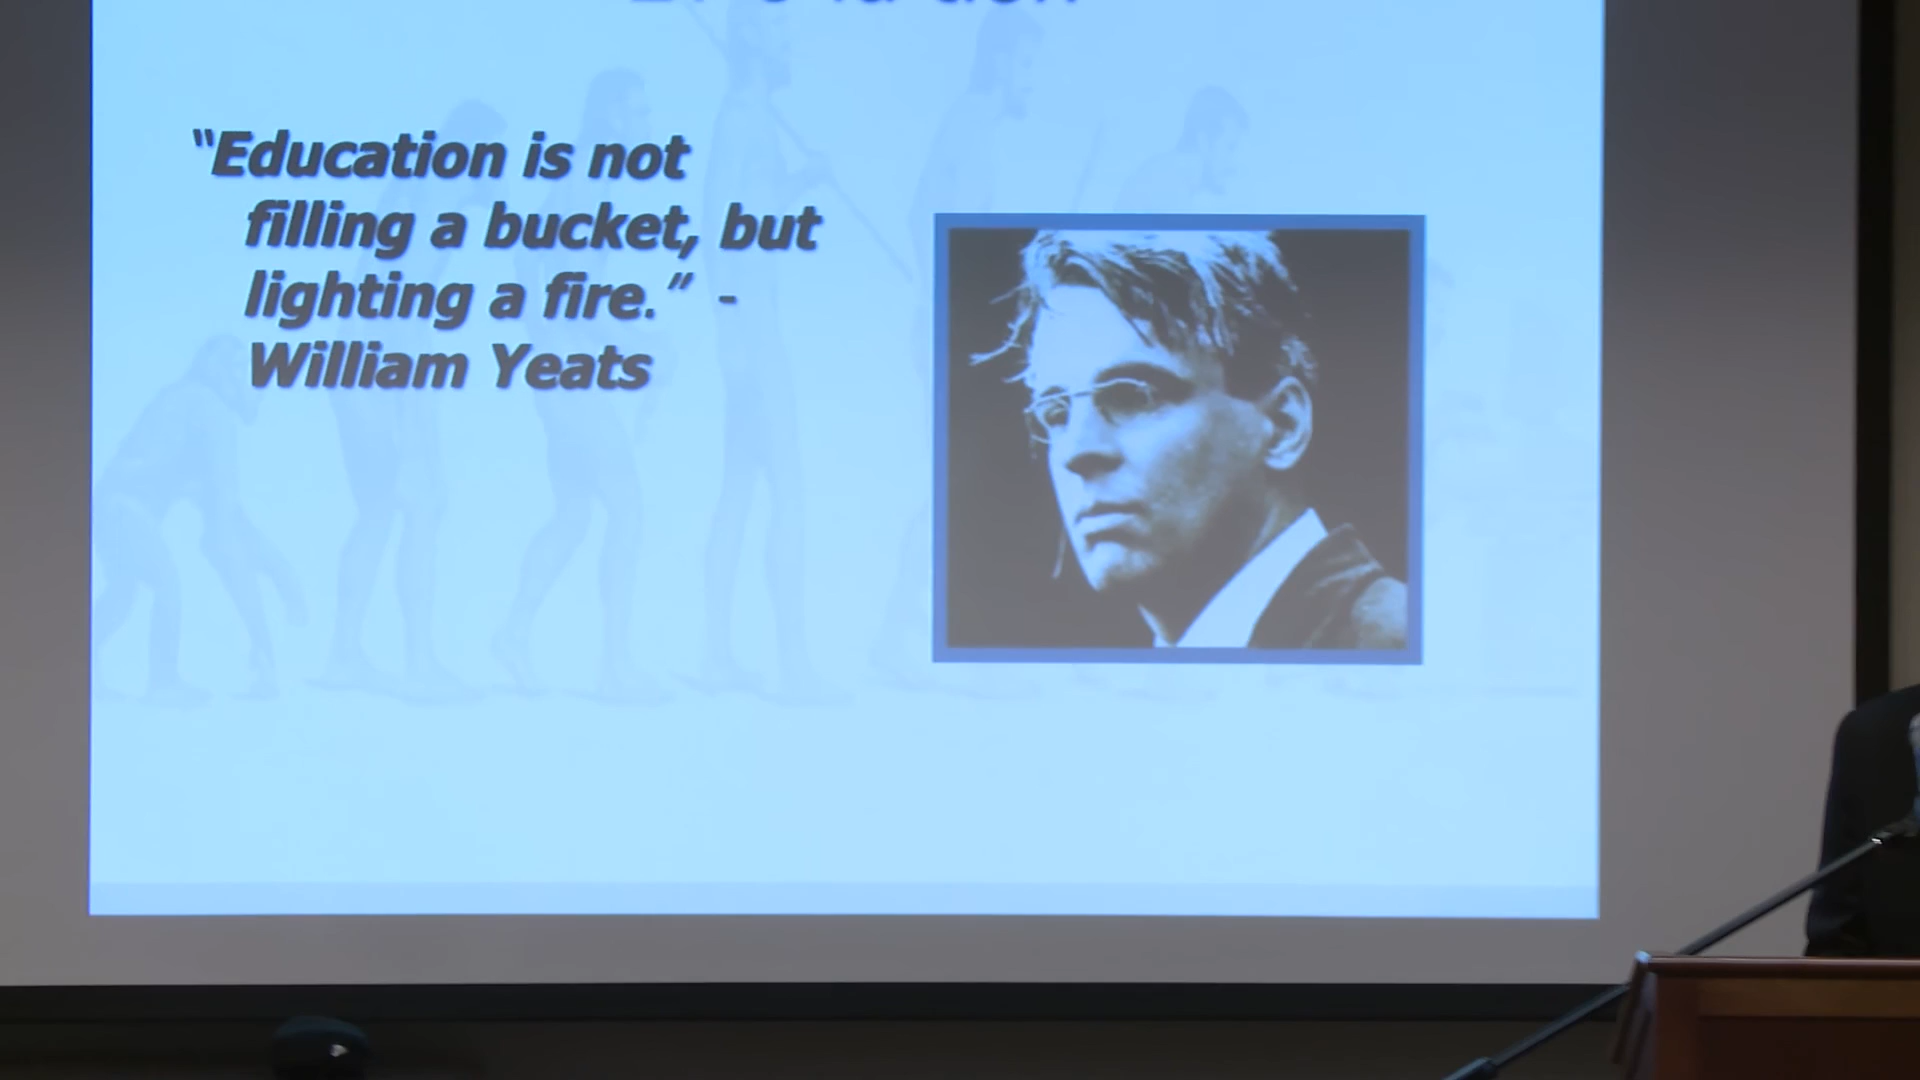 “Education is not
filling a bucket, but
lighting a fire.” -
William Yeats